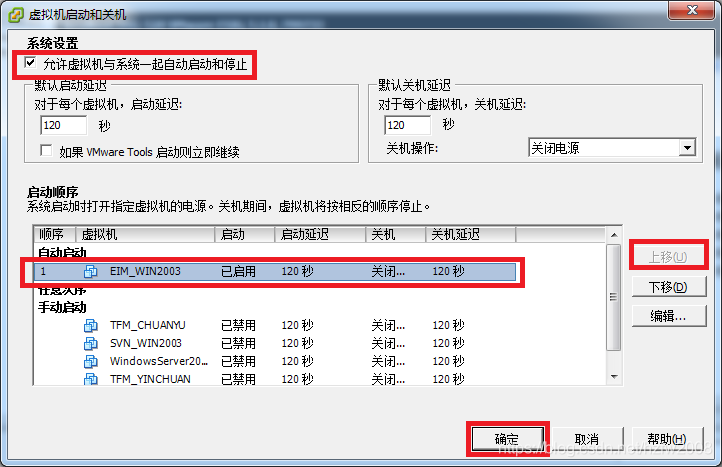 虚拟机启动和关机
系统设置
允许虚拟机与系统一起自动启动和停止
默认启动延迟
对于每个虚拟机，启动延迟:
120 秒
如果 VMware Tools 启动则立即继续
默认关机延迟
对于每个虚拟机，关机延迟:
120 秒
关机操作: 关闭电源
启动顺序
系统启动时打开指定虚拟机的电源。关机期间，虚拟机将按相反的顺序停止。
顺序 虚拟机 启动 启动延迟 关机 关机延迟
自动启动
1 EIM_WIN2003 已启用 120 秒 关闭... 120 秒
任意次序
手动启动
TFM_CHUANYU 已禁用 120 秒 关闭... 120 秒
SVN_WIN2003 已禁用 120 秒 关闭... 120 秒
WindowsServer20... 已禁用 120 秒 关闭... 120 秒
TFM_YINCHUAN 已禁用 120 秒 关闭... 120 秒
上移(U)
下移(D)
编辑...
确定 取消 帮助(H)